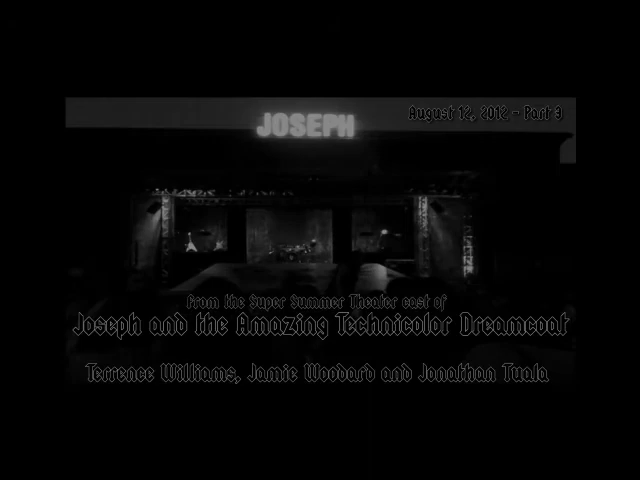 August 12, 2012 - Part 3
JOSEPH
from the Super Summer Theater cast of
Joseph and the Amazing Technicolor Dreamcoat
Terrence Williams, Jamie Woodard and Jonathan Tuala